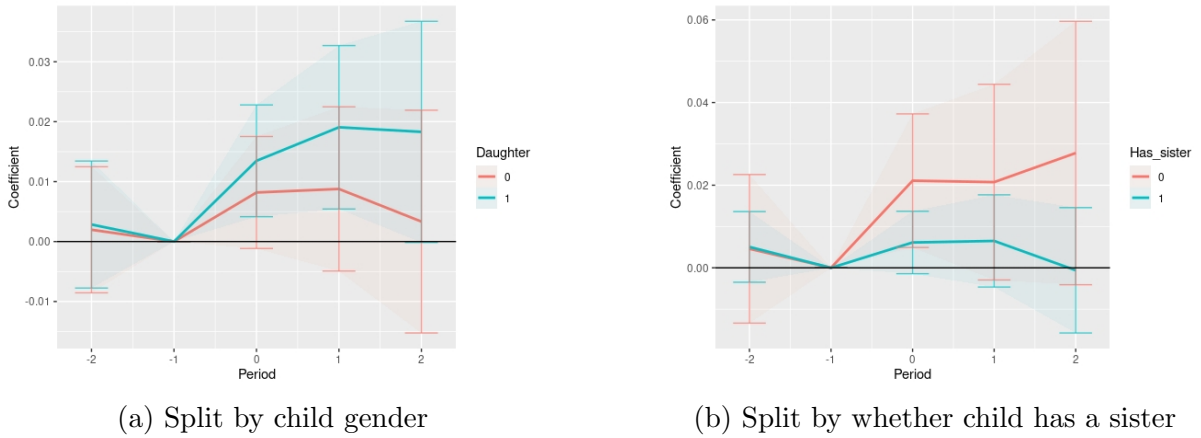 0.03
0.02
0.01
0.00
-0.01
Coefficient
-2
-1
0
1
2
Period
Daughter
0
1
(a) Split by child gender
0.06
0.04
0.02
0.00
Coefficient
-2
-1
0
1
2
Period
Has_sister
0
1
(b) Split by whether child has a sister